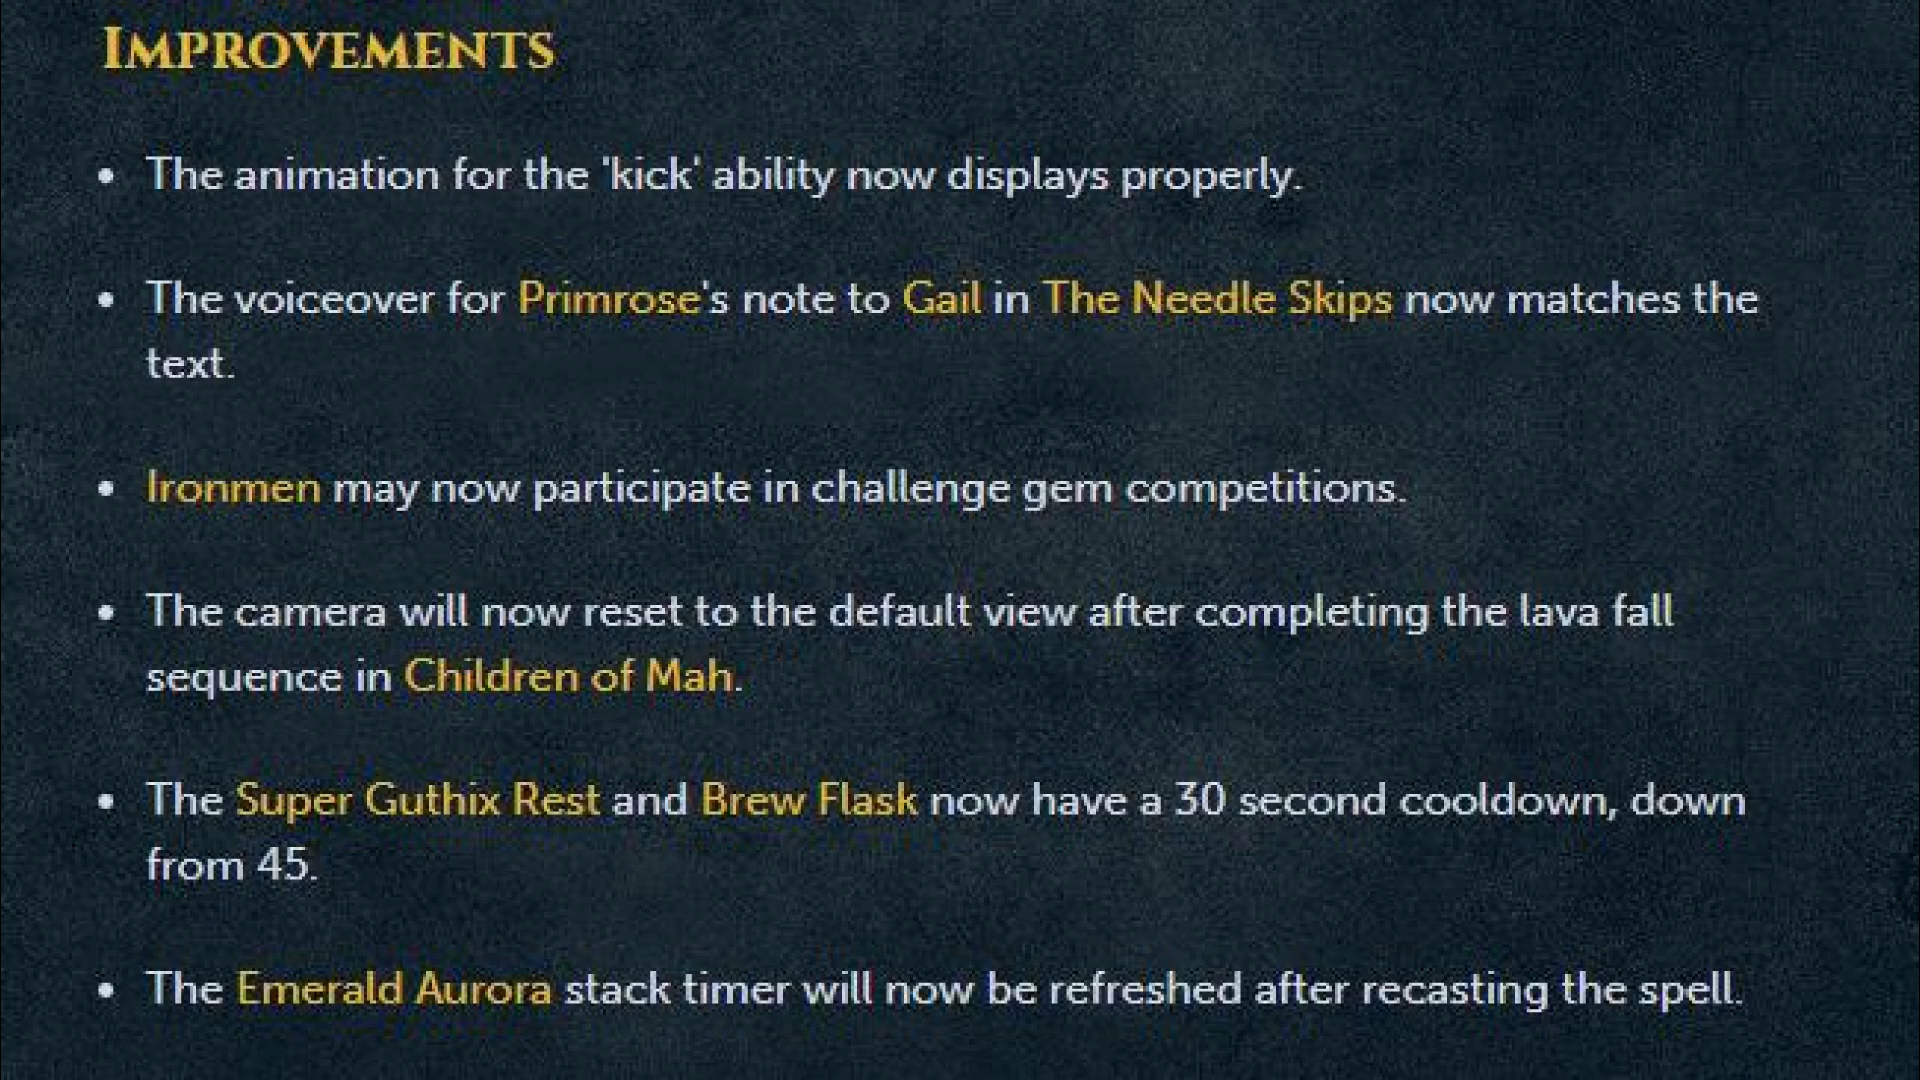 IMPROVEMENTS
• The animation for the 'kick' ability now displays properly.
• The voiceover for Primrose's note to Gail in The Needle Skips now matches the
text.
• Ironmen may now participate in challenge gem competitions.
• The camera will now reset to the default view after completing the lava fall
sequence in Children of Mah.
• The Super Guthix Rest and Brew Flask now have a 30 second cooldown, down
from 45.
• The Emerald Aurora stack timer will now be refreshed after recasting the spell.